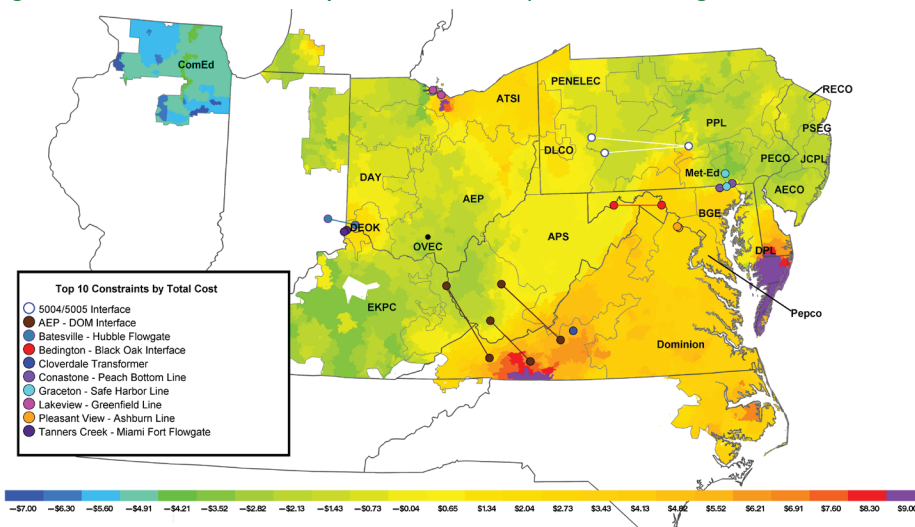 ComEd
PENELEC
RECO
ATSI
PPL
PSEG
DLCO
PECO
JCPL
DAY
Met-Ed
AECO
AEP
BGE
DEOK
APS
OVEC
DPL
EKPC
Pepco
Dominion
Top 10 Constraints by Total Cost
5004/5005 Interface
AEP - DOM Interface
Batesville - Hubble Flowgate
Bedington - Black Oak Interface
Cloverdale Transformer
Conastone - Peach Bottom Line
Graceton - Safe Harbor Line
Lakeview - Greenfield Line
Pleasant View - Ashburn Line
Tanners Creek - Miami Fort Flowgate
–$7.00 –$6.30 –$5.60 –$4.91 –$4.21 –$3.52 –$2.82 –$2.13 –$1.43 –$0.73 –$0.04 $0.65 $1.34 $2.04 $2.73 $3.43 $4.13 $4.82 $5.52 $6.21 $6.91 $7.60 $8.30 $9.00